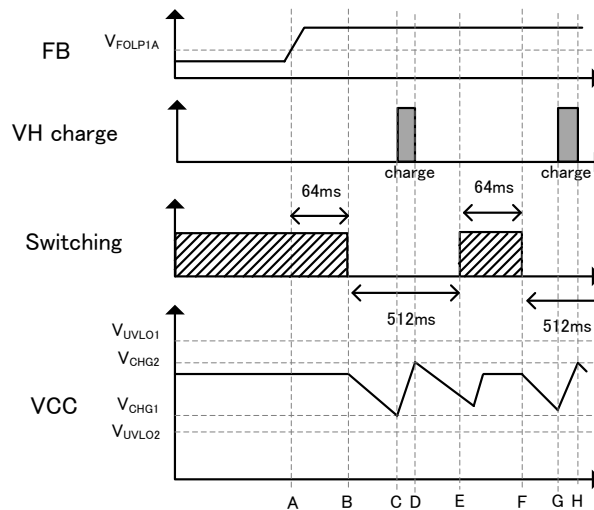 FB
VFOLP1A
VH charge
charge
charge
64ms
64ms
Switching
512ms
512ms
VUVLO1
VCHG2
VCC
VCHG1
VUVLO2
A B C D E F G H